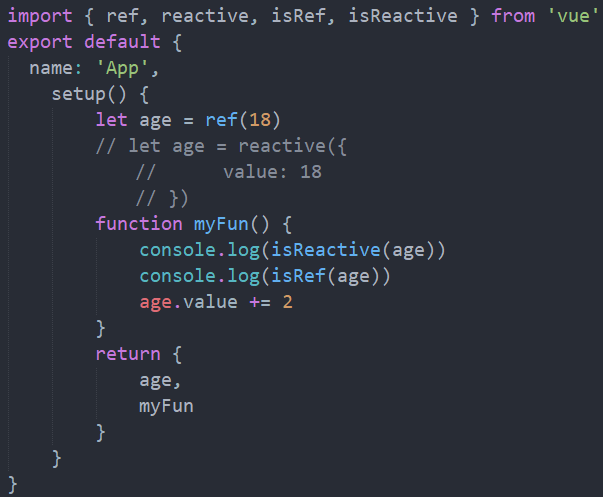 import { ref, reactive, isRef, isReactive } from 'vue'
export default {
  name: 'App',
    setup() {
        let age = ref(18)
        // let age = reactive({
            //      value: 18
            // })
        function myFun() {
            console.log(isReactive(age))
            console.log(isRef(age))
            age.value += 2
        }
        return {
            age,
            myFun
        }
    }
}